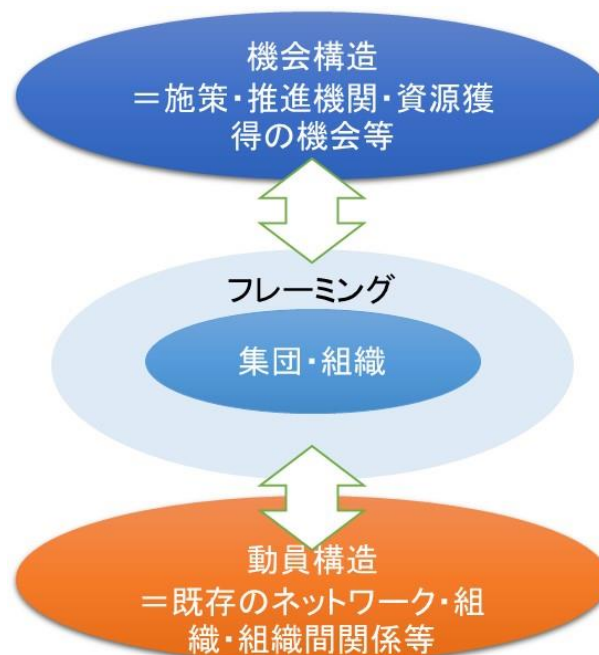 機会構造
＝施策・推進機関・資源獲
得の機会等
フレーミング
集団・組織
動員構造
＝既存のネットワーク・組
織・組織間関係等